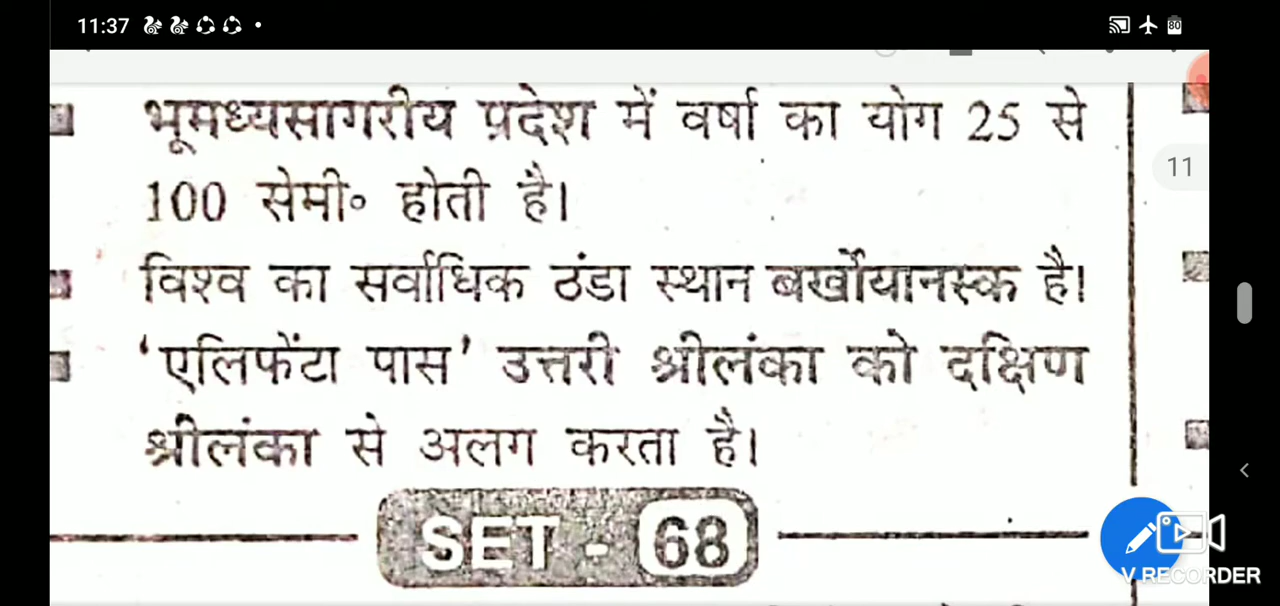 11:37
80
भूमध्यसागरीय प्रदेश में वर्षा का योग 25 से
11
100 सेमी॰ होती है।
विश्व का सर्वाधिक ठंडा स्थान बर्खोयानस्क है।
‘एलिफेंटा पास’ उत्तरी श्रीलंका को दक्षिण
श्रीलंका से अलग करता है।
SET - 68
V RECORDER